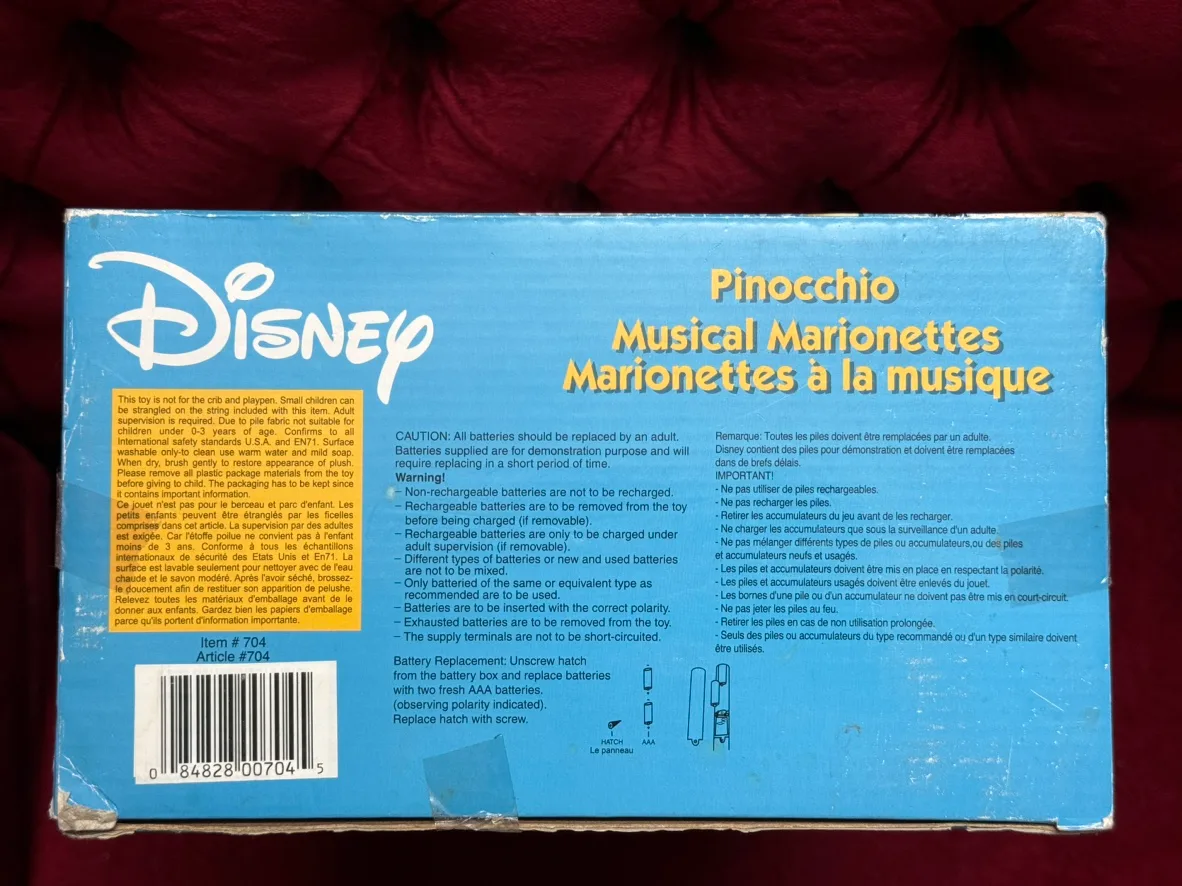 Disney
Pinocchio
Musical Marionettes
Marionettes à la musique
This toy is not for the crib and playpen. Small children can
be strangled on the string included with this item. Adult
supervision is required. Due to pile fabric not suitable for
children under 0-3 years of age. Confirms to all
International safety standards U.S.A. and EN71. Surface
washable only-to clean use warm water and mild soap.
When dry, brush gently to restore appearance of plush.
Please remove all plastic package materials from the toy
before giving to child. The packaging has to be kept since
it contains important information.
Ce jouet n'est pas pour le berceau et parc d'enfant. Les
petits enfants peuvent être étranglés par les ficelles
comprises dans cet article. La supervision par des adultes
est exigée. Car l'étoffe poilue ne convient pas à l'enfant
moins de 3 ans. Conforme à tous les échantillons
internationaux de sécurité des Etats Unis et En71. La
surface est lavable seulement pour nettoyer avec de l'eau
chaude et le savon modéré. Après l'avoir séché, brossez-
le doucement afin de restituer son apparition de pelushe.
Relevez toutes les matériaux d'emballage avant de le
donner aux enfants. Gardez bien les papiers d'emballage
parce qu'ils portent d'information importante.
Item # 704
Article #704
0 84828 00704 5
CAUTION: All batteries should be replaced by an adult.
Batteries supplied are for demonstration purpose and will
require replacing in a short period of time.
Warning!
– Non-rechargeable batteries are not to be recharged.
– Rechargeable batteries are to be removed from the toy
before being charged (if removable).
– Rechargeable batteries are only to be charged under
adult supervision (if removable).
– Different types of batteries or new and used batteries
are not to be mixed.
– Only batteried of the same or equivalent type as
recommended are to be used.
– Batteries are to be inserted with the correct polarity.
– Exhausted batteries are to be removed from the toy.
– The supply terminals are not to be short-circuited.
Battery Replacement: Unscrew hatch
from the battery box and replace batteries
with two fresh AAA batteries.
(observing polarity indicated).
Replace hatch with screw.
HATCH
Le panneau
AAA
Remarque: Toutes les piles doivent être remplacées par un adulte.
Disney contient des piles pour démonstration et doivent être remplacées
dans de brefs délais.
IMPORTANT!
- Ne pas utiliser de piles rechargeables.
- Ne pas recharger les piles.
- Retirer les accumulateurs du jeu avant de les recharger.
- Ne charger les accumulateurs que sous la surveillance d'un adulte.
- Ne pas mélanger différents types de piles ou accumulateurs,ou des piles
et accumulateurs neufs et usagés.
- Les piles et accumulateurs doivent être mis en place en respectant la polarité.
- Les piles et accumulateurs usagés doivent être enlevés du jouet.
- Les bornes d'une pile ou d'un accumulateur ne doivent pas être mis en court-circuit.
- Ne pas jeter les piles au feu.
- Retirer les piles en cas de non utilisation prolongée.
- Seuls des piles ou accumulateurs du type recommandé ou d'un type similaire doivent
être utilisés.